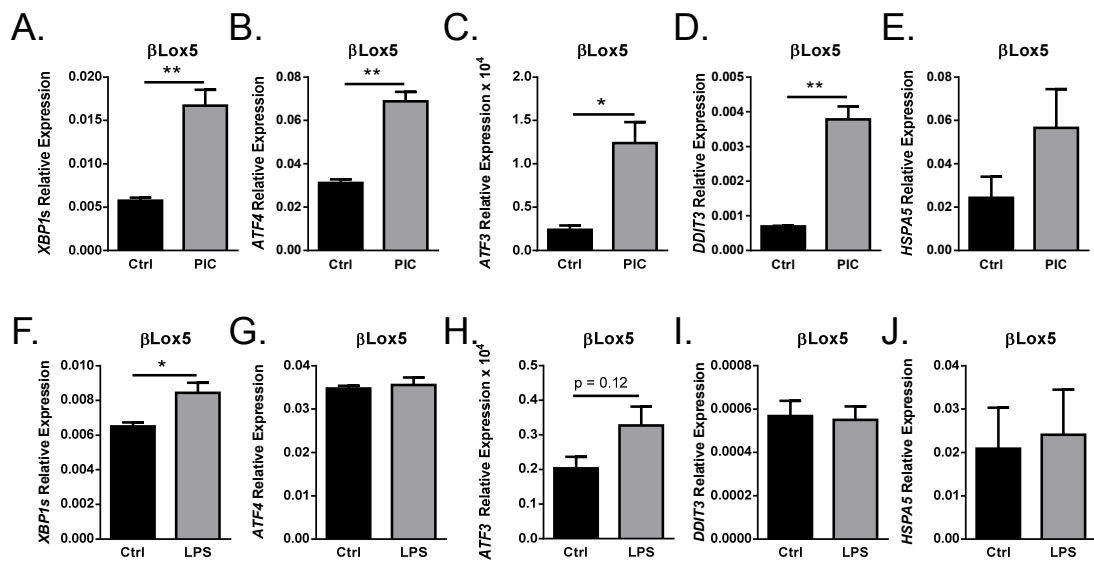 A.
βLox5
XBP1s Relative Expression
0.020
0.015
0.010
0.005
0.000
**
Ctrl PIC
B.
βLox5
ATF4 Relative Expression
0.08
0.06
0.04
0.02
0.00
**
Ctrl PIC
C.
βLox5
ATF3 Relative Expression x 10⁴
2.0
1.5
1.0
0.5
0.0
*
Ctrl PIC
D.
βLox5
DDIT3 Relative Expression
0.005
0.004
0.003
0.002
0.001
0.000
**
Ctrl PIC
E.
βLox5
HSPA5 Relative Expression
0.08
0.06
0.04
0.02
0.00
Ctrl PIC
F.
βLox5
XBP1s Relative Expression
0.010
0.008
0.006
0.004
0.002
0.000
*
Ctrl LPS
G.
βLox5
ATF4 Relative Expression
0.04
0.03
0.02
0.01
0.00
Ctrl LPS
H.
βLox5
ATF3 Relative Expression x 10⁴
0.5
0.4
0.3
0.2
0.1
0.0
p = 0.12
Ctrl LPS
I.
βLox5
DDIT3 Relative Expression
0.0008
0.0006
0.0004
0.0002
0.0000
Ctrl LPS
J.
βLox5
HSPA5 Relative Expression
0.04
0.03
0.02
0.01
0.00
Ctrl LPS